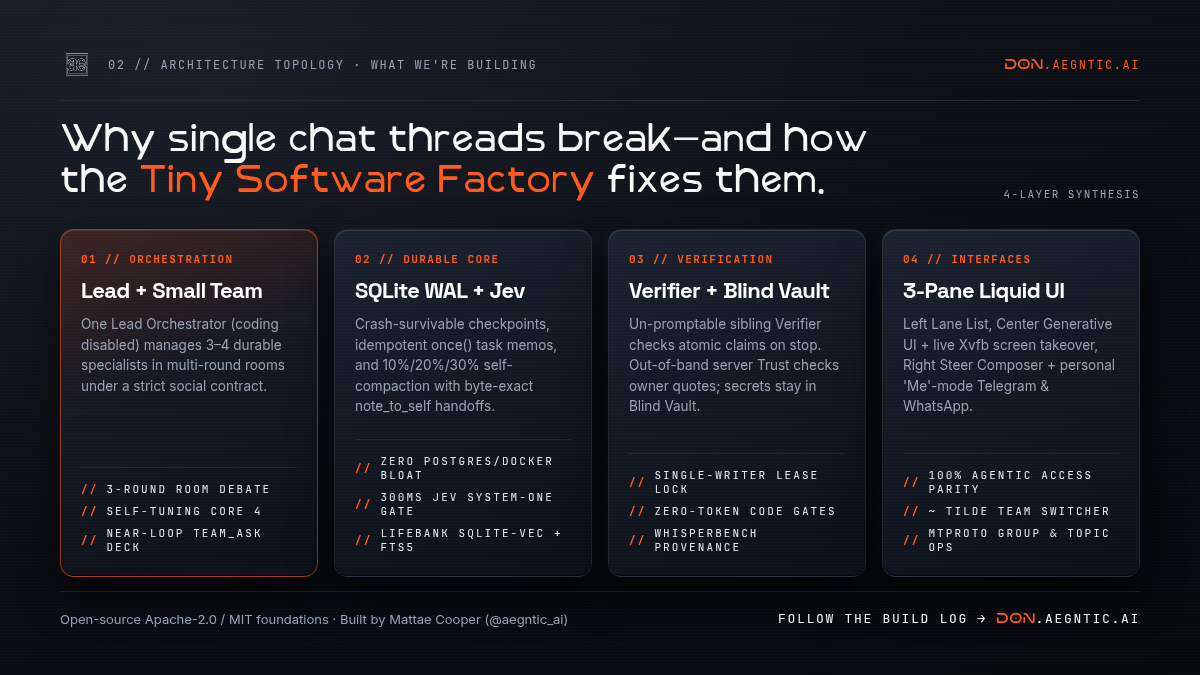 02 // ARCHITECTURE TOPOLOGY · WHAT WE'RE BUILDING
DON.AEGNTIC.AI
Why single chat threads break—and how
the Tiny Software Factory fixes them.
4-LAYER SYNTHESIS
01 // ORCHESTRATION
Lead + Small Team
One Lead Orchestrator (coding
disabled) manages 3–4 durable
specialists in multi-round rooms
under a strict social contract.
// 3-ROUND ROOM DEBATE
// SELF-TUNING CORE 4
// NEAR-LOOP TEAM_ASK
DECK
02 // DURABLE CORE
SQLite WAL + Jev
Crash-survivable checkpoints,
idempotent once() task memos,
and 10%/20%/30% self-
compaction with byte-exact
note_to_self handoffs.
// ZERO POSTGRES/DOCKER
BLOAT
// 300MS JEV SYSTEM-ONE
GATE
// LIFEBANK SQLITE-VEC +
FTS5
03 // VERIFICATION
Verifier + Blind Vault
Un-promptable sibling Verifier
checks atomic claims on stop.
Out-of-band server Trust checks
owner quotes; secrets stay in
Blind Vault.
// SINGLE-WRITER LEASE
LOCK
// ZERO-TOKEN CODE GATES
// WHISPERBENCH
PROVENANCE
04 // INTERFACES
3-Pane Liquid UI
Left Lane List, Center Generative
UI + live Xvfb screen takeover,
Right Steer Composer + personal
'Me'-mode Telegram &
WhatsApp.
// 100% AGENTIC ACCESS
PARITY
// ~ TILDE TEAM SWITCHER
// MTPROTO GROUP & TOPIC
OPS
Open-source Apache-2.0 / MIT foundations · Built by Mattae Cooper (@aegntic_ai)
FOLLOW THE BUILD LOG → DON.AEGNTIC.AI